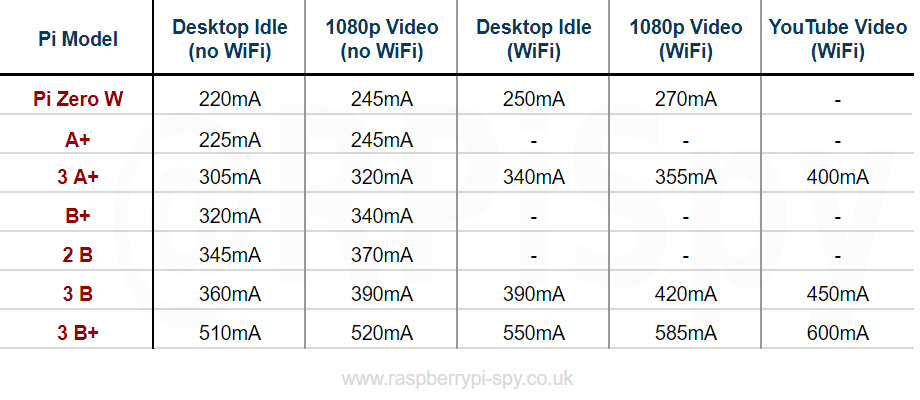 Pi Model Desktop Idle (no WiFi) 1080p Video (no WiFi) Desktop Idle (WiFi) 1080p Video (WiFi) YouTube Video (WiFi)
Pi Zero W 220mA 245mA 250mA 270mA -
A+ 225mA 245mA - - -
3 A+ 305mA 320mA 340mA 355mA 400mA
B+ 320mA 340mA - - -
2 B 345mA 370mA - - -
3 B 360mA 390mA 390mA 420mA 450mA
3 B+ 510mA 520mA 550mA 585mA 600mA
©RPiSpy
www.raspberrypi-spy.co.uk